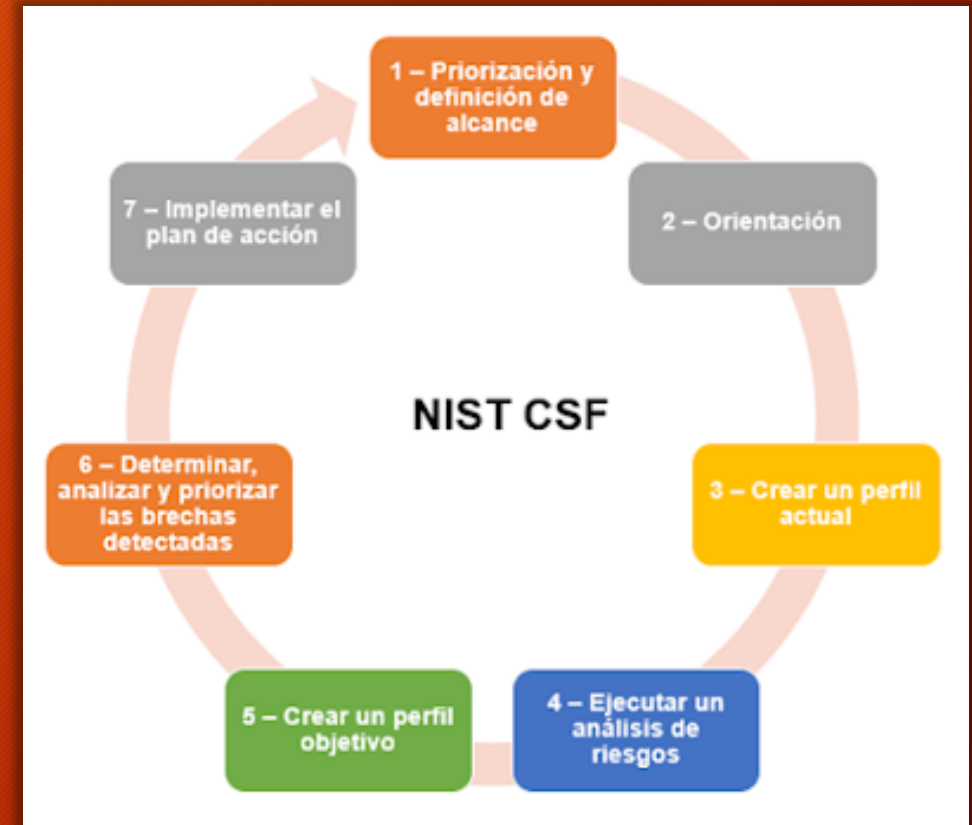 1 – Priorización y
definición de
alcance
2 – Orientación
3 – Crear un perfil
actual
4 – Ejecutar un
análisis de
riesgos
5 – Crear un perfil
objetivo
6 – Determinar,
analizar y priorizar
las brechas
detectadas
7 – Implementar el
plan de acción
NIST CSF